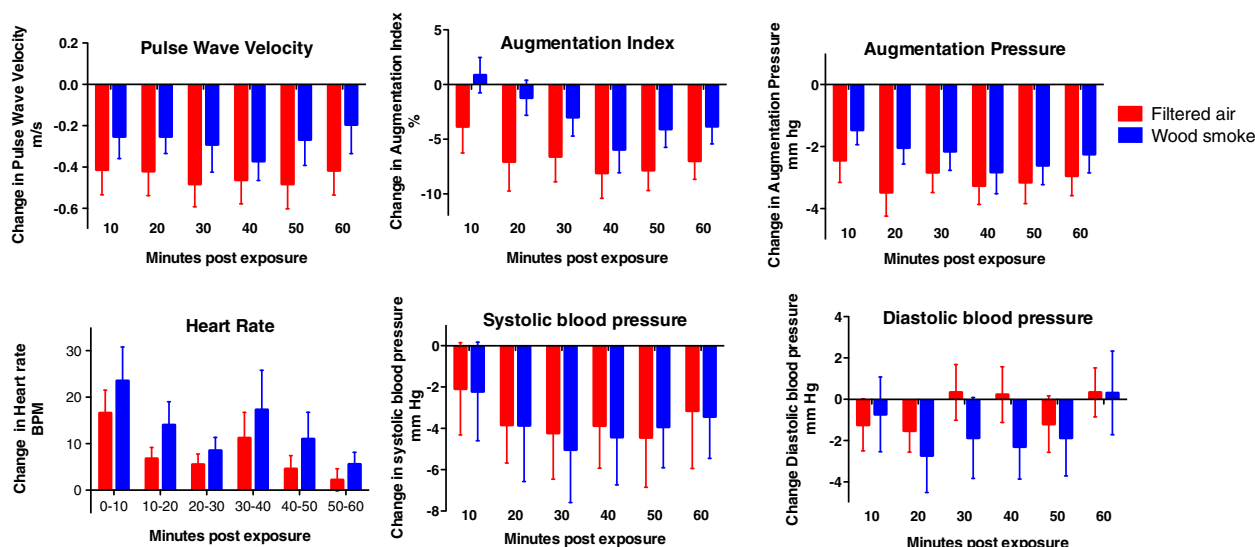 Pulse Wave Velocity
Change in Pulse Wave Velocity
m/s
0.2
0.0
-0.2
-0.4
-0.6
10 20 30 40 50 60
Minutes post exposure
Augmentation Index
Change in Augmentation Index
%
5
0
-5
-10
10 20 30 40 50 60
Minutes post exposure
Augmentation Pressure
Change in Augmentation Pressure
mm hg
0
-2
-4
10 20 30 40 50 60
Minutes post exposure
Filtered air
Wood smoke
Heart Rate
Change in Heart rate
BPM
30
20
10
0
0-10 10-20 20-30 30-40 40-50 50-60
Minutes post exposure
Systolic blood pressure
Change in systolic blood pressure
mm Hg
0
-2
-4
-6
-8
10 20 30 40 50 60
Minutes post exposure
Diastolic blood pressure
Change Diastolic blood pressure
mm Hg
4
2
0
-2
-4
10 20 30 40 50 60
Minutes post exposure